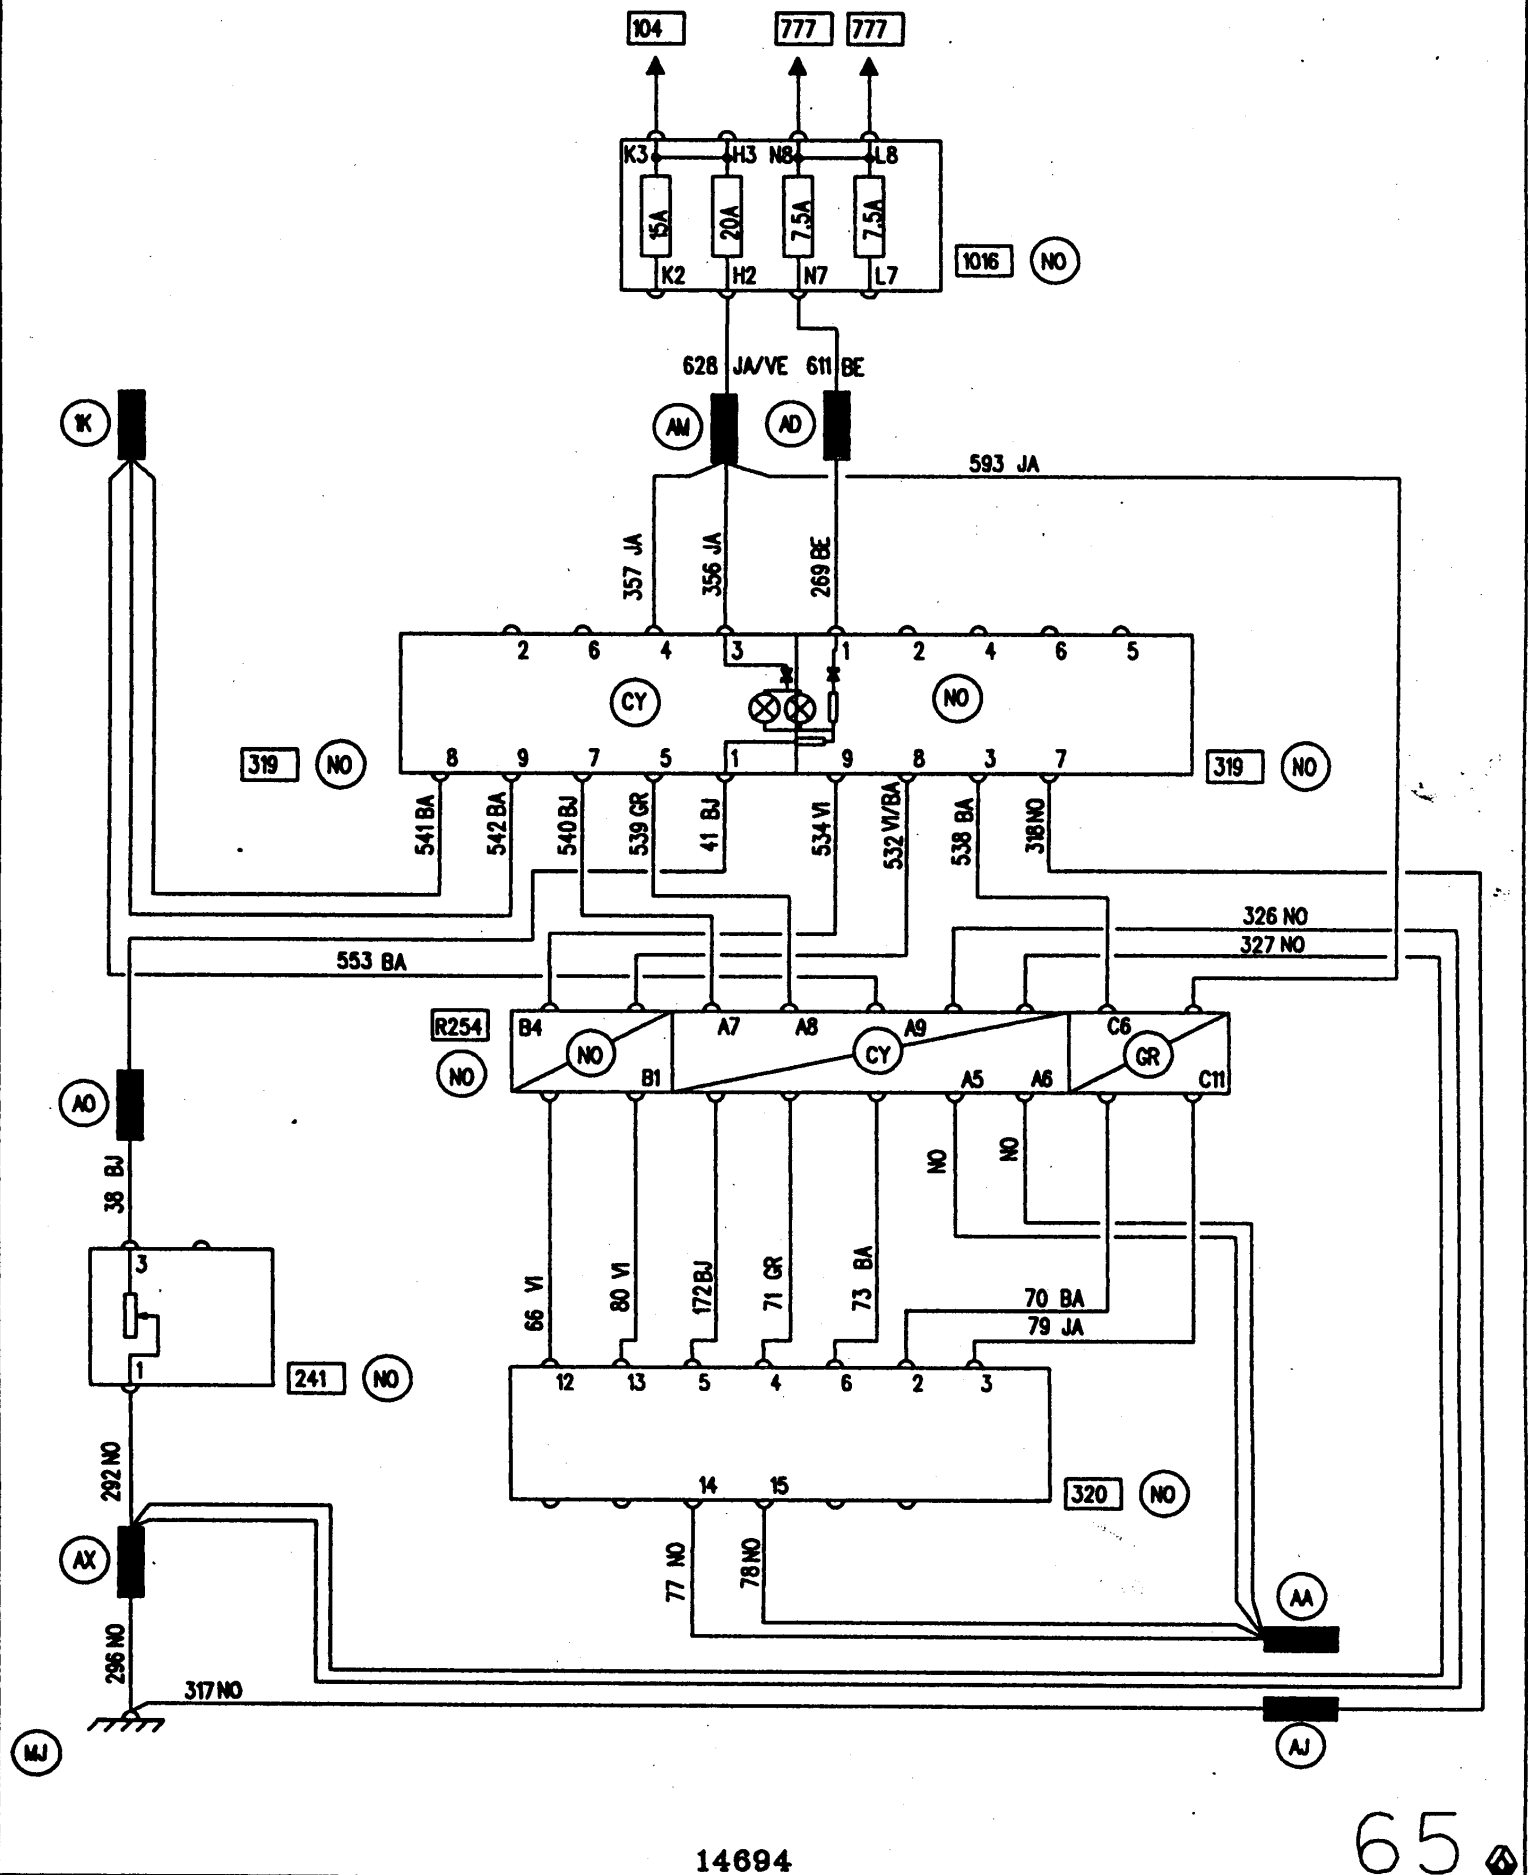 104 777 777
K3 H3 N8 L8
15A 20A 7.5A 7.5A
K2 H2 N7 L7
1016 NO
628 JA/VE 611 BE
1K AM AD
593 JA
357 JA
356 JA
269 BE
2 6 4 3 1 2 4 6 5
CY NO
319 NO
8 9 7 5 1 9 8 3 7
319 NO
541 BA
542 BA
540 BJ
539 GR
41 BJ
534 VI
532 VI/BA
538 BA
318 NO
326 NO
327 NO
553 BA
R254
NO
B4 A7 A8 A9 C6
NO CY GR
B1 A5 A6 C11
AO
38 BJ
NO
NO
3
1
241 NO
66 VI
80 VI
172 BJ
71 GR
73 BA
70 BA
79 JA
12 13 5 4 6 2 3
14 15
320 NO
292 NO
AX
77 NO
78 NO
AA
296 NO
317 NO
MJ
AJ
65
14694